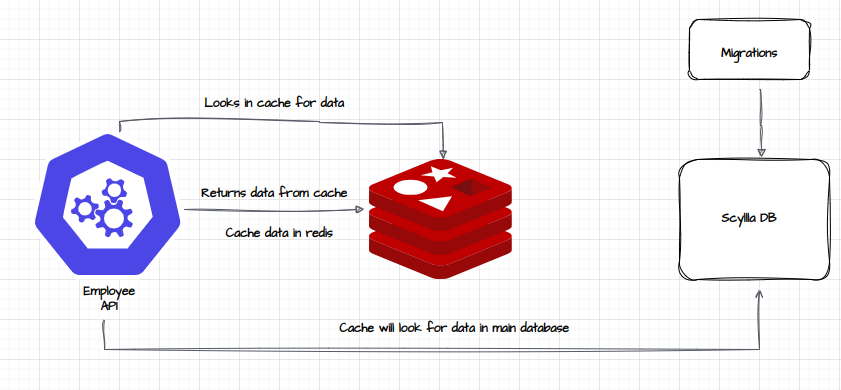 Migrations
Looks in cache for data
Returns data from cache
Scyllla DB
Cache data in redis
Employee
API
Cache will look for data in main database